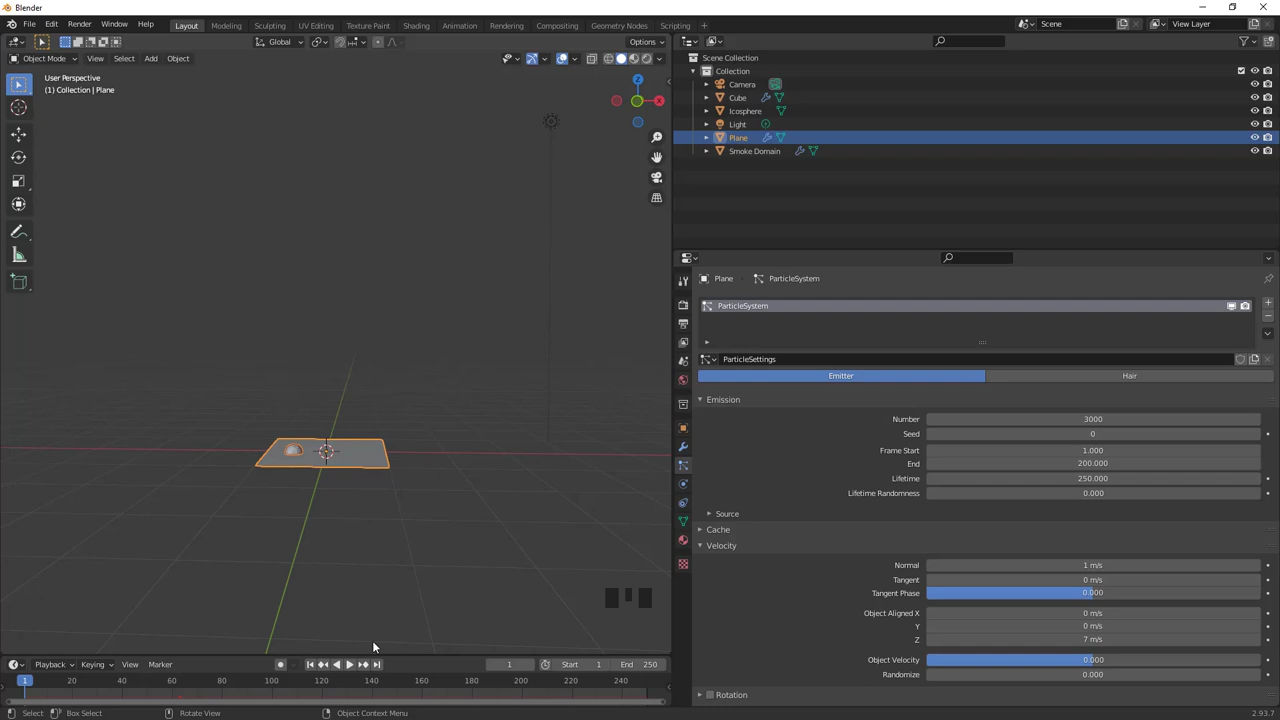 Blender
File Edit Render Window Help Layout Modeling Sculpting UV Editing Texture Paint Shading Animation Rendering Compositing Geometry Nodes Scripting + Scene View Layer
Global Options
Object Mode View Select Add Object
User Perspective
(1) Collection | Plane
Z
X
Scene Collection
Collection
Camera
Cube
Icosphere
Light
Plane
Smoke Domain
Plane ParticleSystem
ParticleSystem
ParticleSettings
Emitter Hair
Emission
Number 3000
Seed 0
Frame Start 1.000
End 200.000
Lifetime 250.000
Lifetime Randomness 0.000
Source
Cache
Velocity
Normal 1 m/s
Tangent 0 m/s
Tangent Phase 0.000
Object Aligned X 0 m/s
Y 0 m/s
Z 7 m/s
Object Velocity 0.000
Randomize 0.000
Rotation
Playback Keying View Marker 1 Start 1 End 250
1 20 40 60 80 100 120 140 160 180 200 220 240
Select Box Select Rotate View Object Context Menu 2.93.7